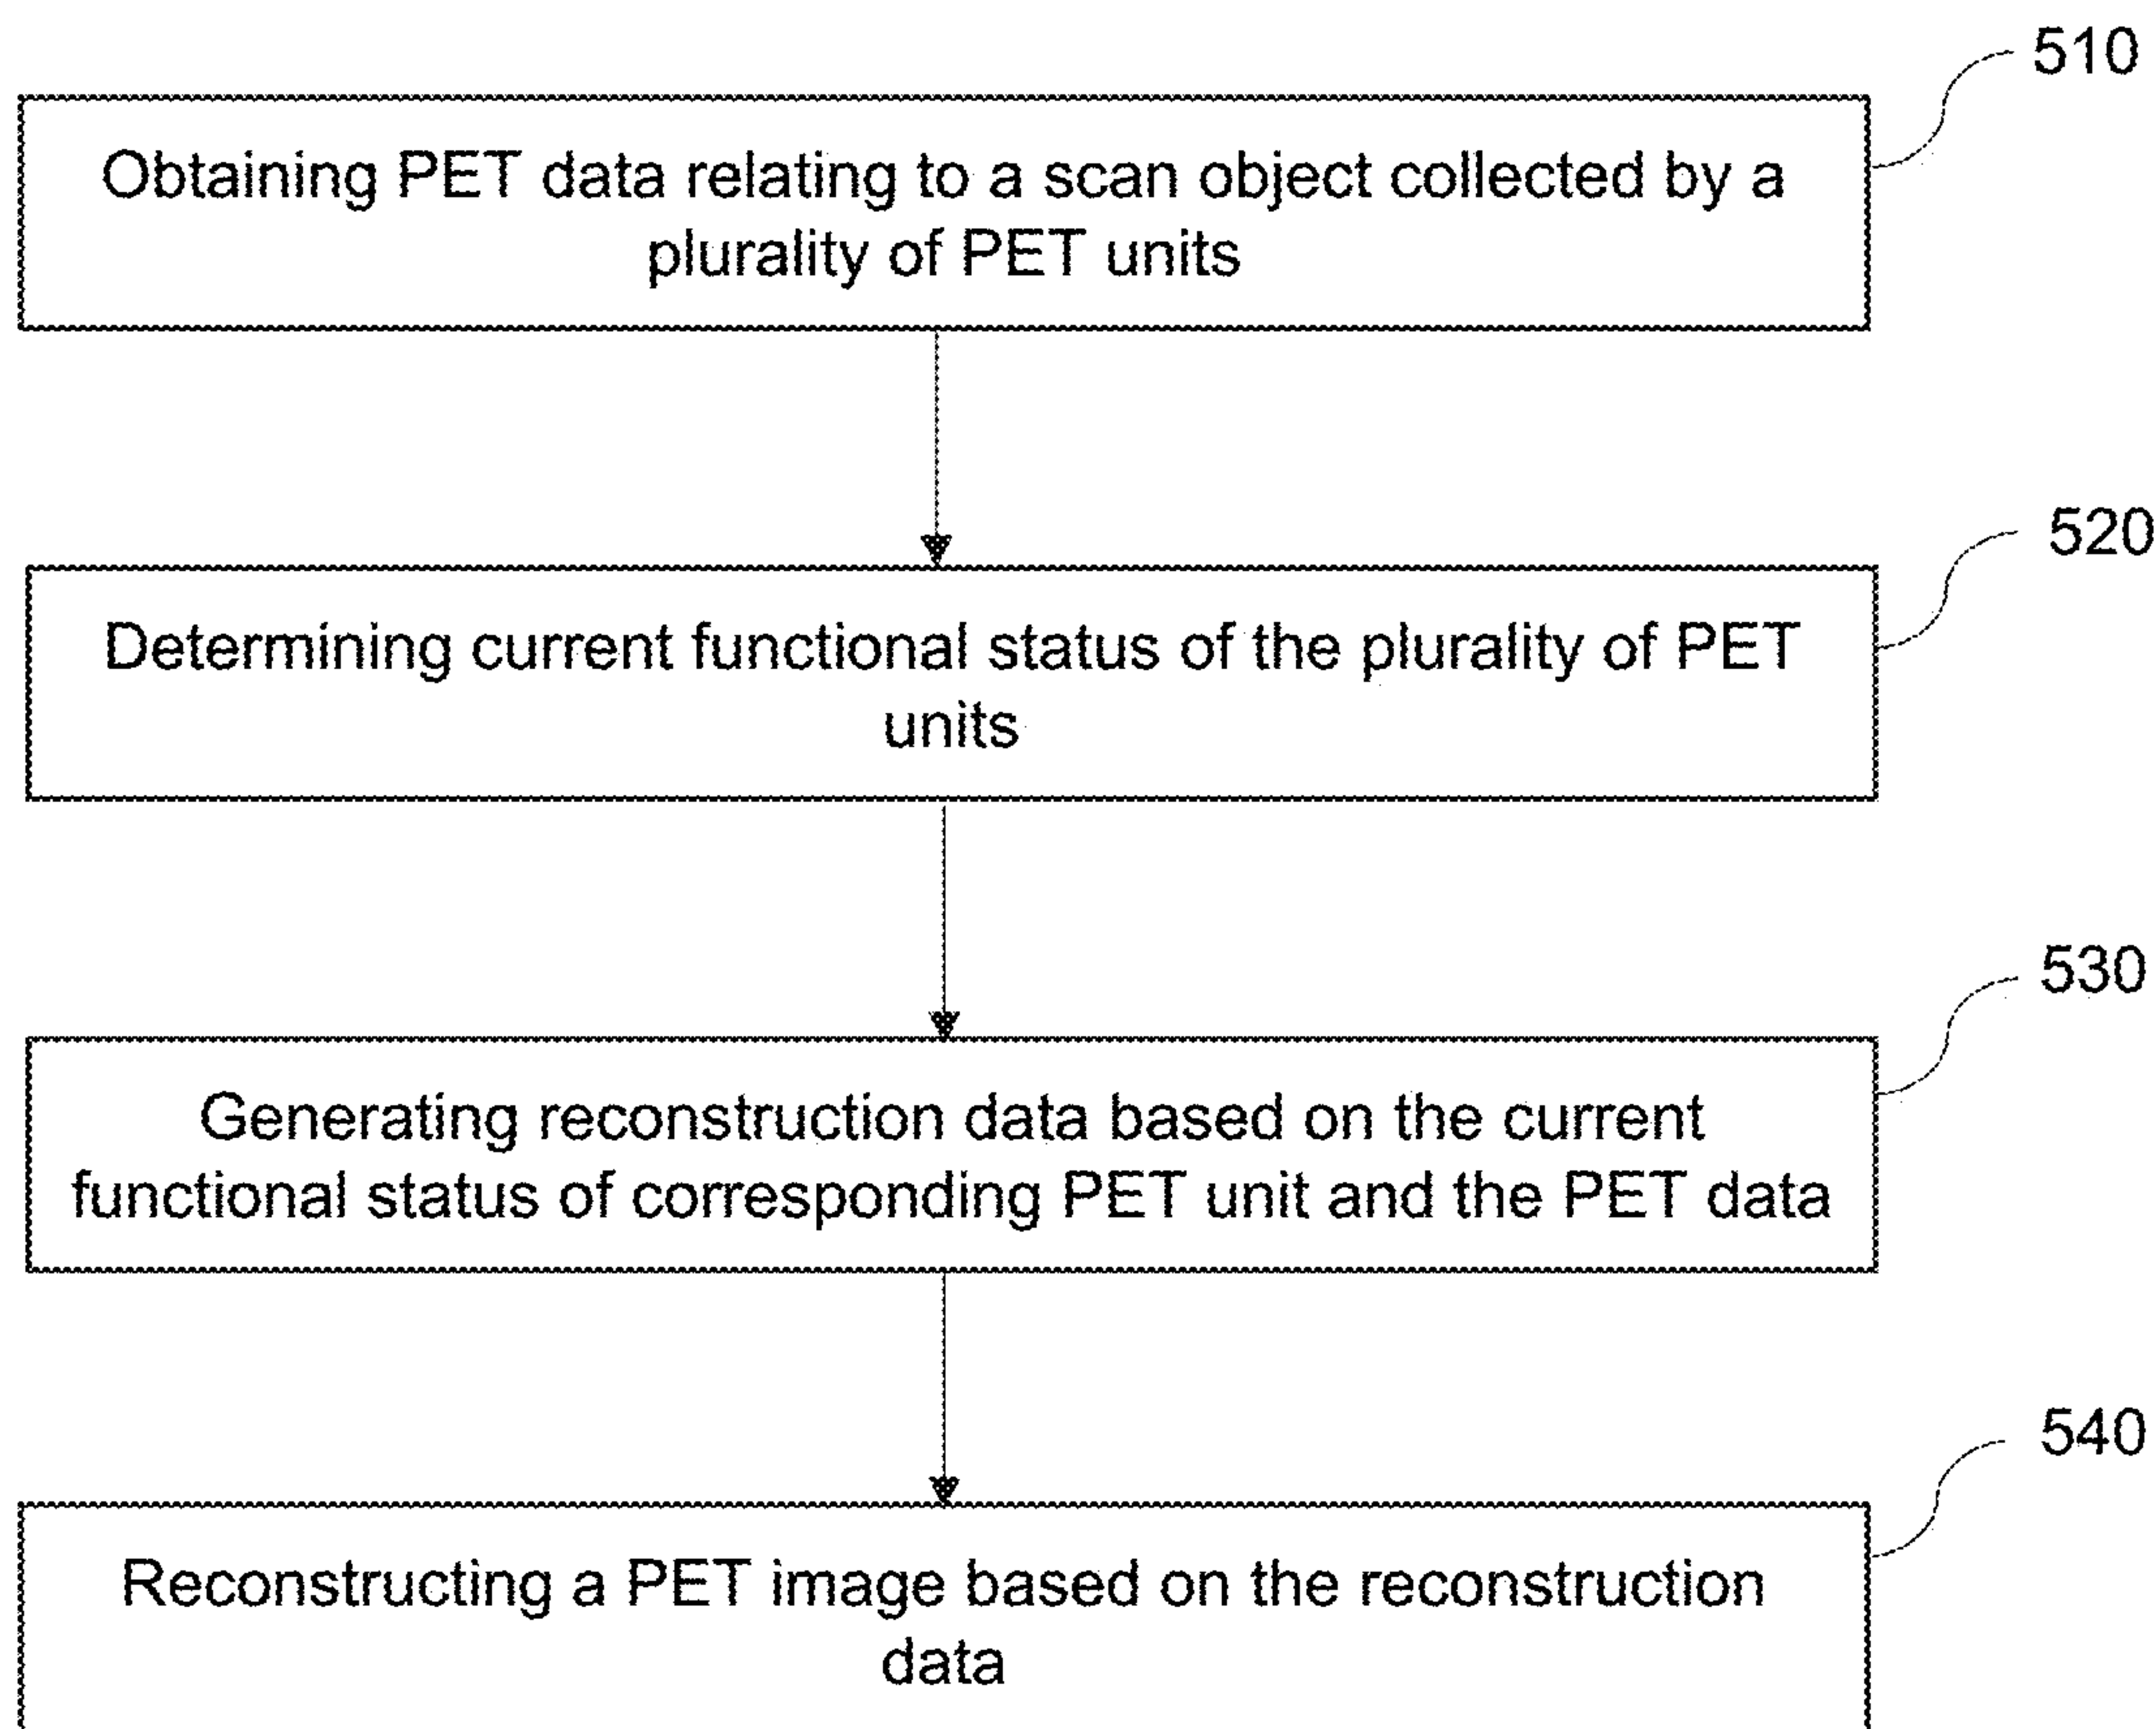 510
Obtaining PET data relating to a scan object collected by a
plurality of PET units
520
Determining current functional status of the plurality of PET
units
530
Generating reconstruction data based on the current
functional status of corresponding PET unit and the PET data
540
Reconstructing a PET image based on the reconstruction
data